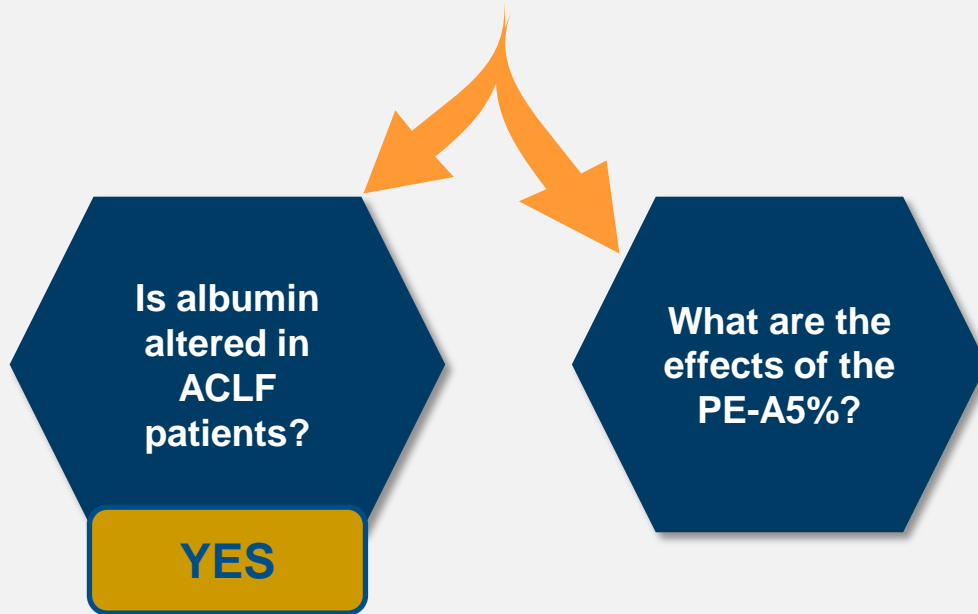 Is albumin
altered in
ACLF
patients?
YES
What are the
effects of the
PE-A5%?